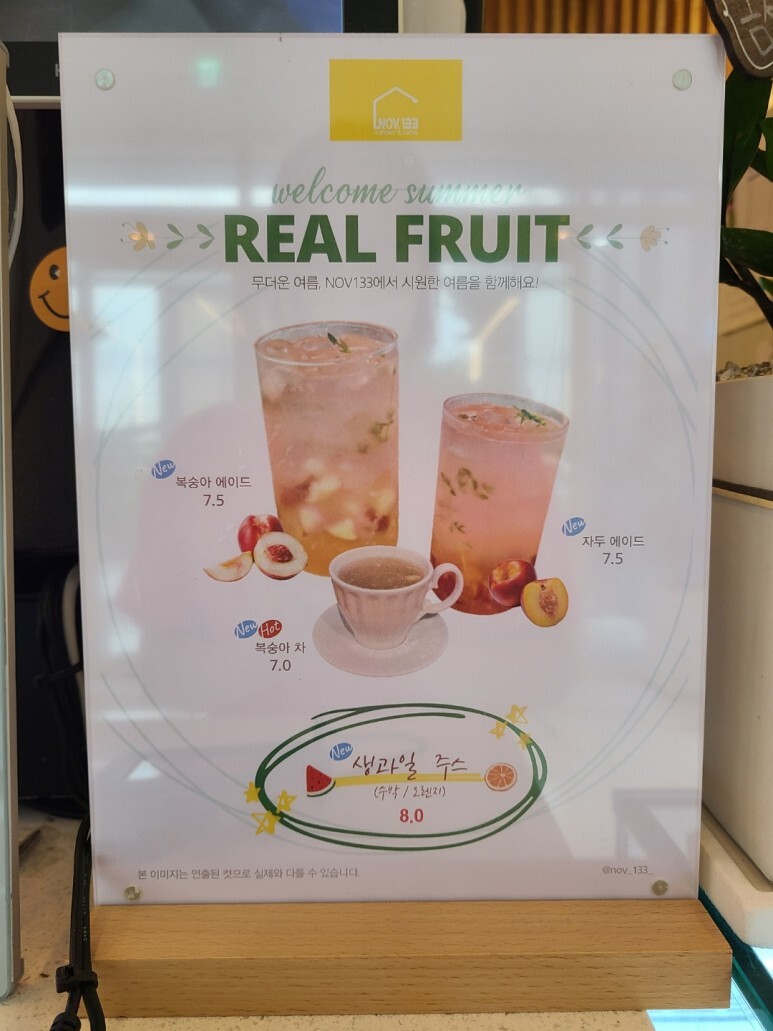 NOV 133
welcome summer
REAL FRUIT
무더운 여름, NOV133에서 시원한 여름을 함께해요!
New
복숭아 에이드
7.5
New
자두 에이드
7.5
New Hot
복숭아 차
7.0
New
생과일 주스
(수박 / 오렌지)
8.0
본 이미지는 연출된 컷으로 실제와 다를 수 있습니다.
@nov_133_